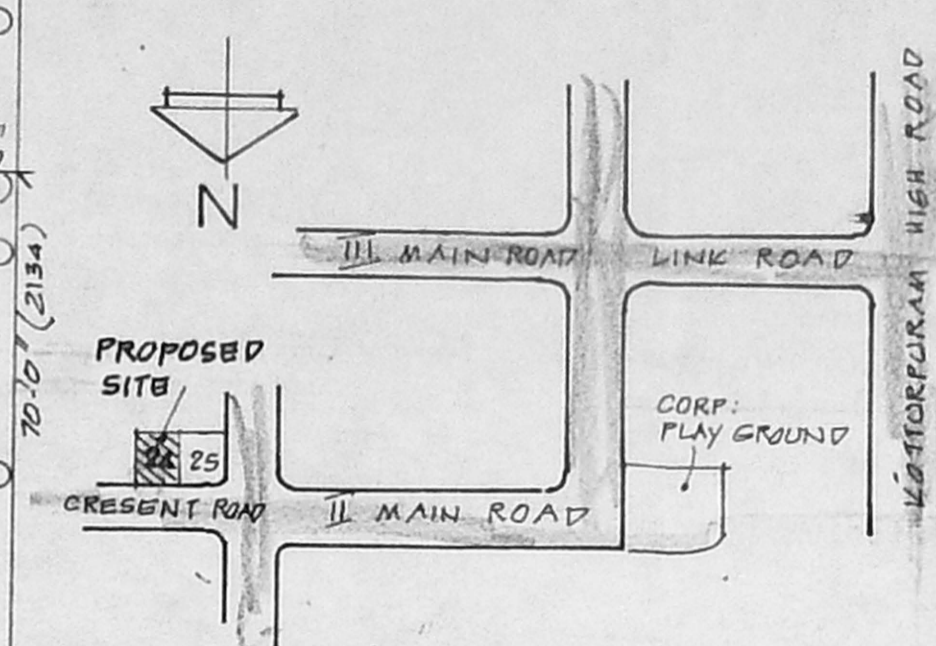 N
III MAIN ROAD
LINK ROAD
KOTTORPURAM HIGH ROAD
70'-0" (2134)
PROPOSED
SITE
25
CORP:
PLAY GROUND
CRESENT ROAD
II MAIN ROAD